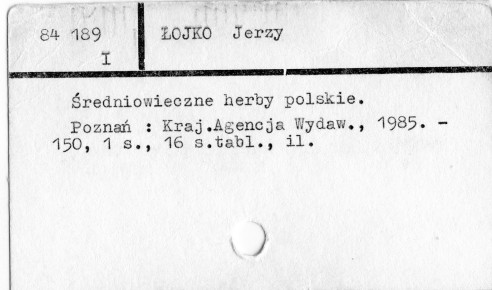 84 189
I
ŁOJKO Jerzy
Średniowieczne herby polskie.
Poznań : Kraj.Agencja Wydaw., 1985. -
150, 1 s., 16 s.tabl., il.